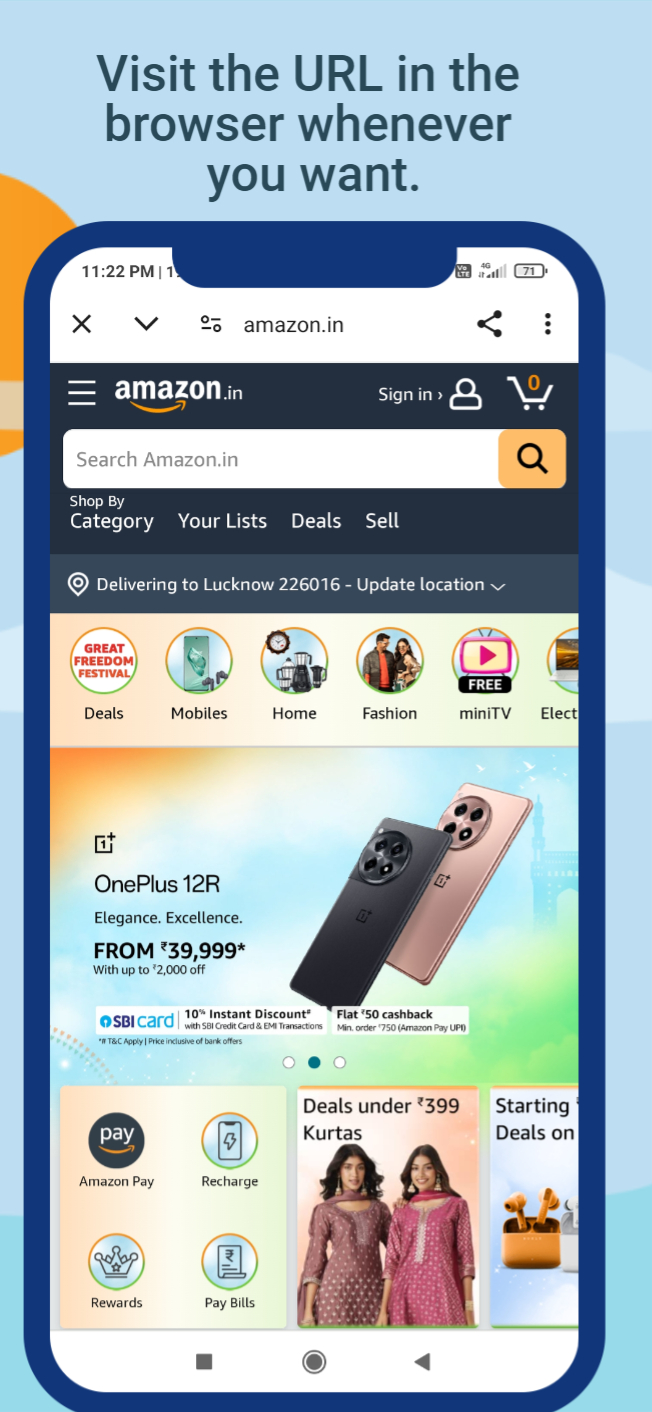 Visit the URL in the
browser whenever
you want.
11:22 PM | 1
Vo
LTE
4G
71
amazon.in
amazon.in
Sign in ›
0
Search Amazon.in
Shop By
Category Your Lists Deals Sell
Delivering to Lucknow 226016 - Update location
GREAT
FREEDOM
FESTIVAL
FREE
Deals Mobiles Home Fashion miniTV Elect
OnePlus 12R
Elegance. Excellence.
FROM ₹39,999*
With up to ₹2,000 off
SBI card
10% Instant Discount#
with SBI Credit Card & EMI Transactions
Flat ₹50 cashback
Min. order ₹750 (Amazon Pay UPI)
*# T&C Apply | Price inclusive of bank offers
pay
Amazon Pay
Recharge
Rewards
Pay Bills
Deals under ₹399
Kurtas
Starting
Deals on